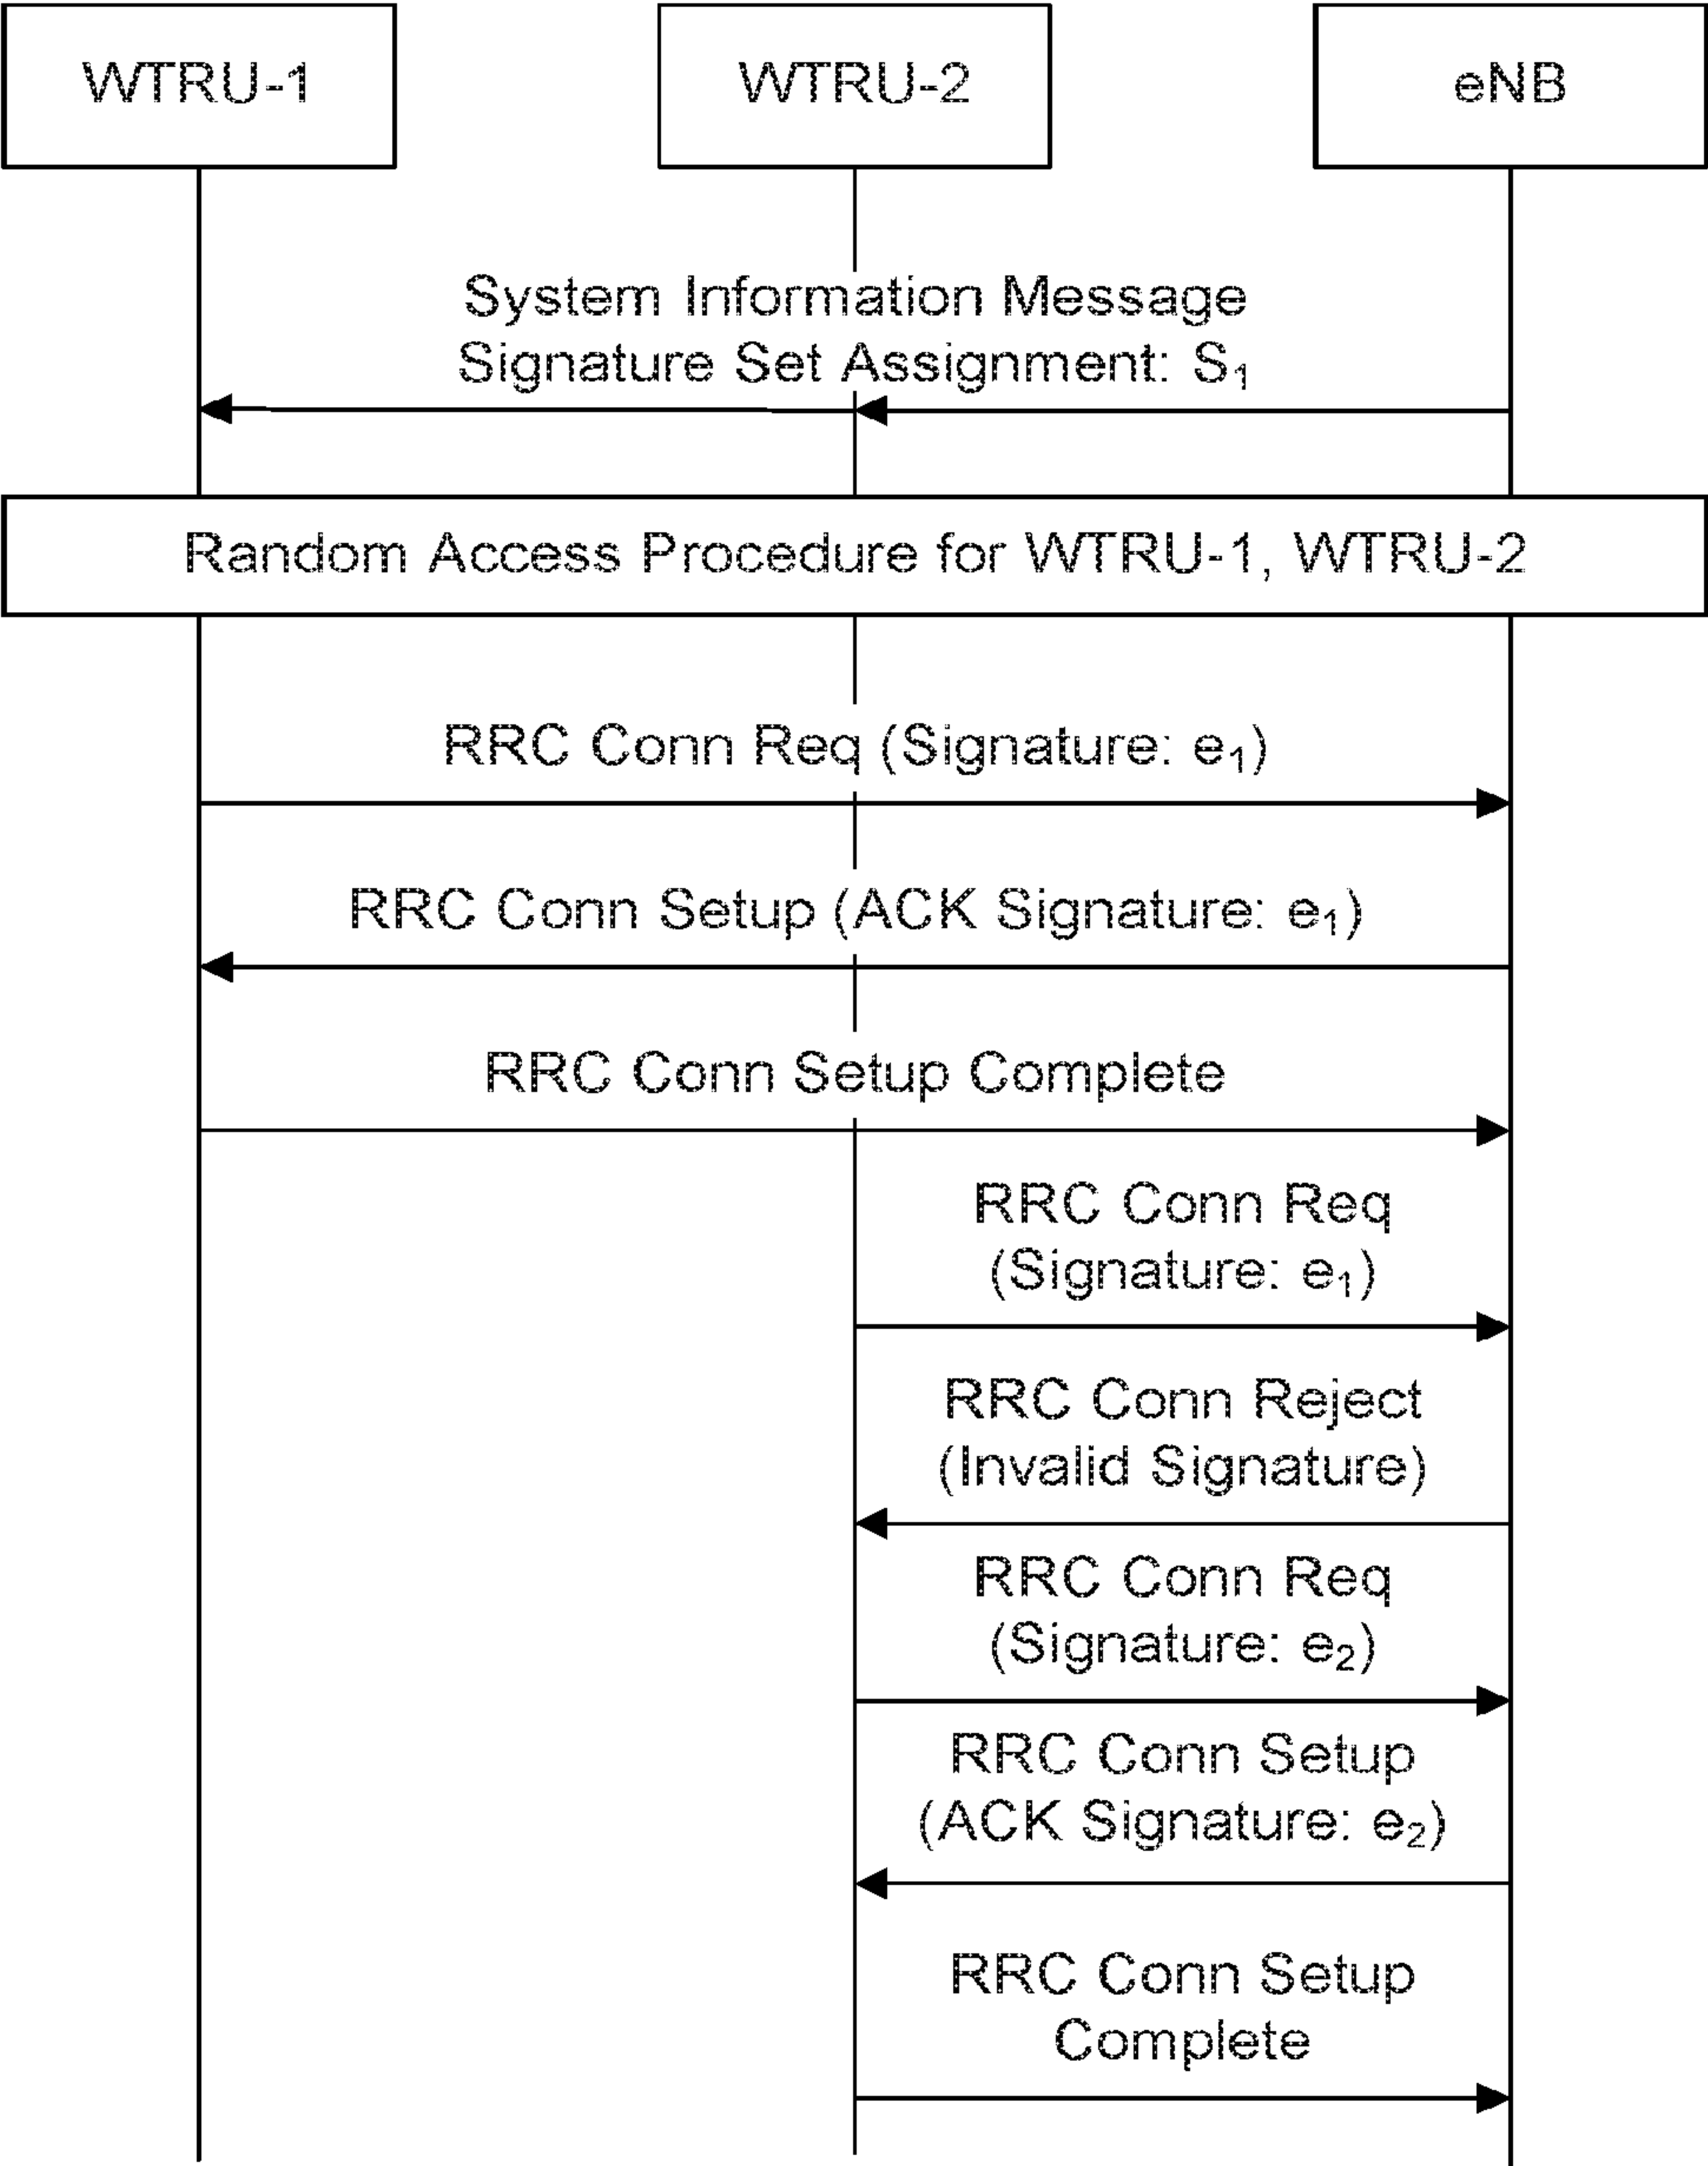 WTRU-1
WTRU-2
eNB
System Information Message
Signature Set Assignment: S₁
Random Access Procedure for WTRU-1, WTRU-2
RRC Conn Req (Signature: e₁)
RRC Conn Setup (ACK Signature: e₁)
RRC Conn Setup Complete
RRC Conn Req
(Signature: e₁)
RRC Conn Reject
(Invalid Signature)
RRC Conn Req
(Signature: e₂)
RRC Conn Setup
(ACK Signature: e₂)
RRC Conn Setup
Complete